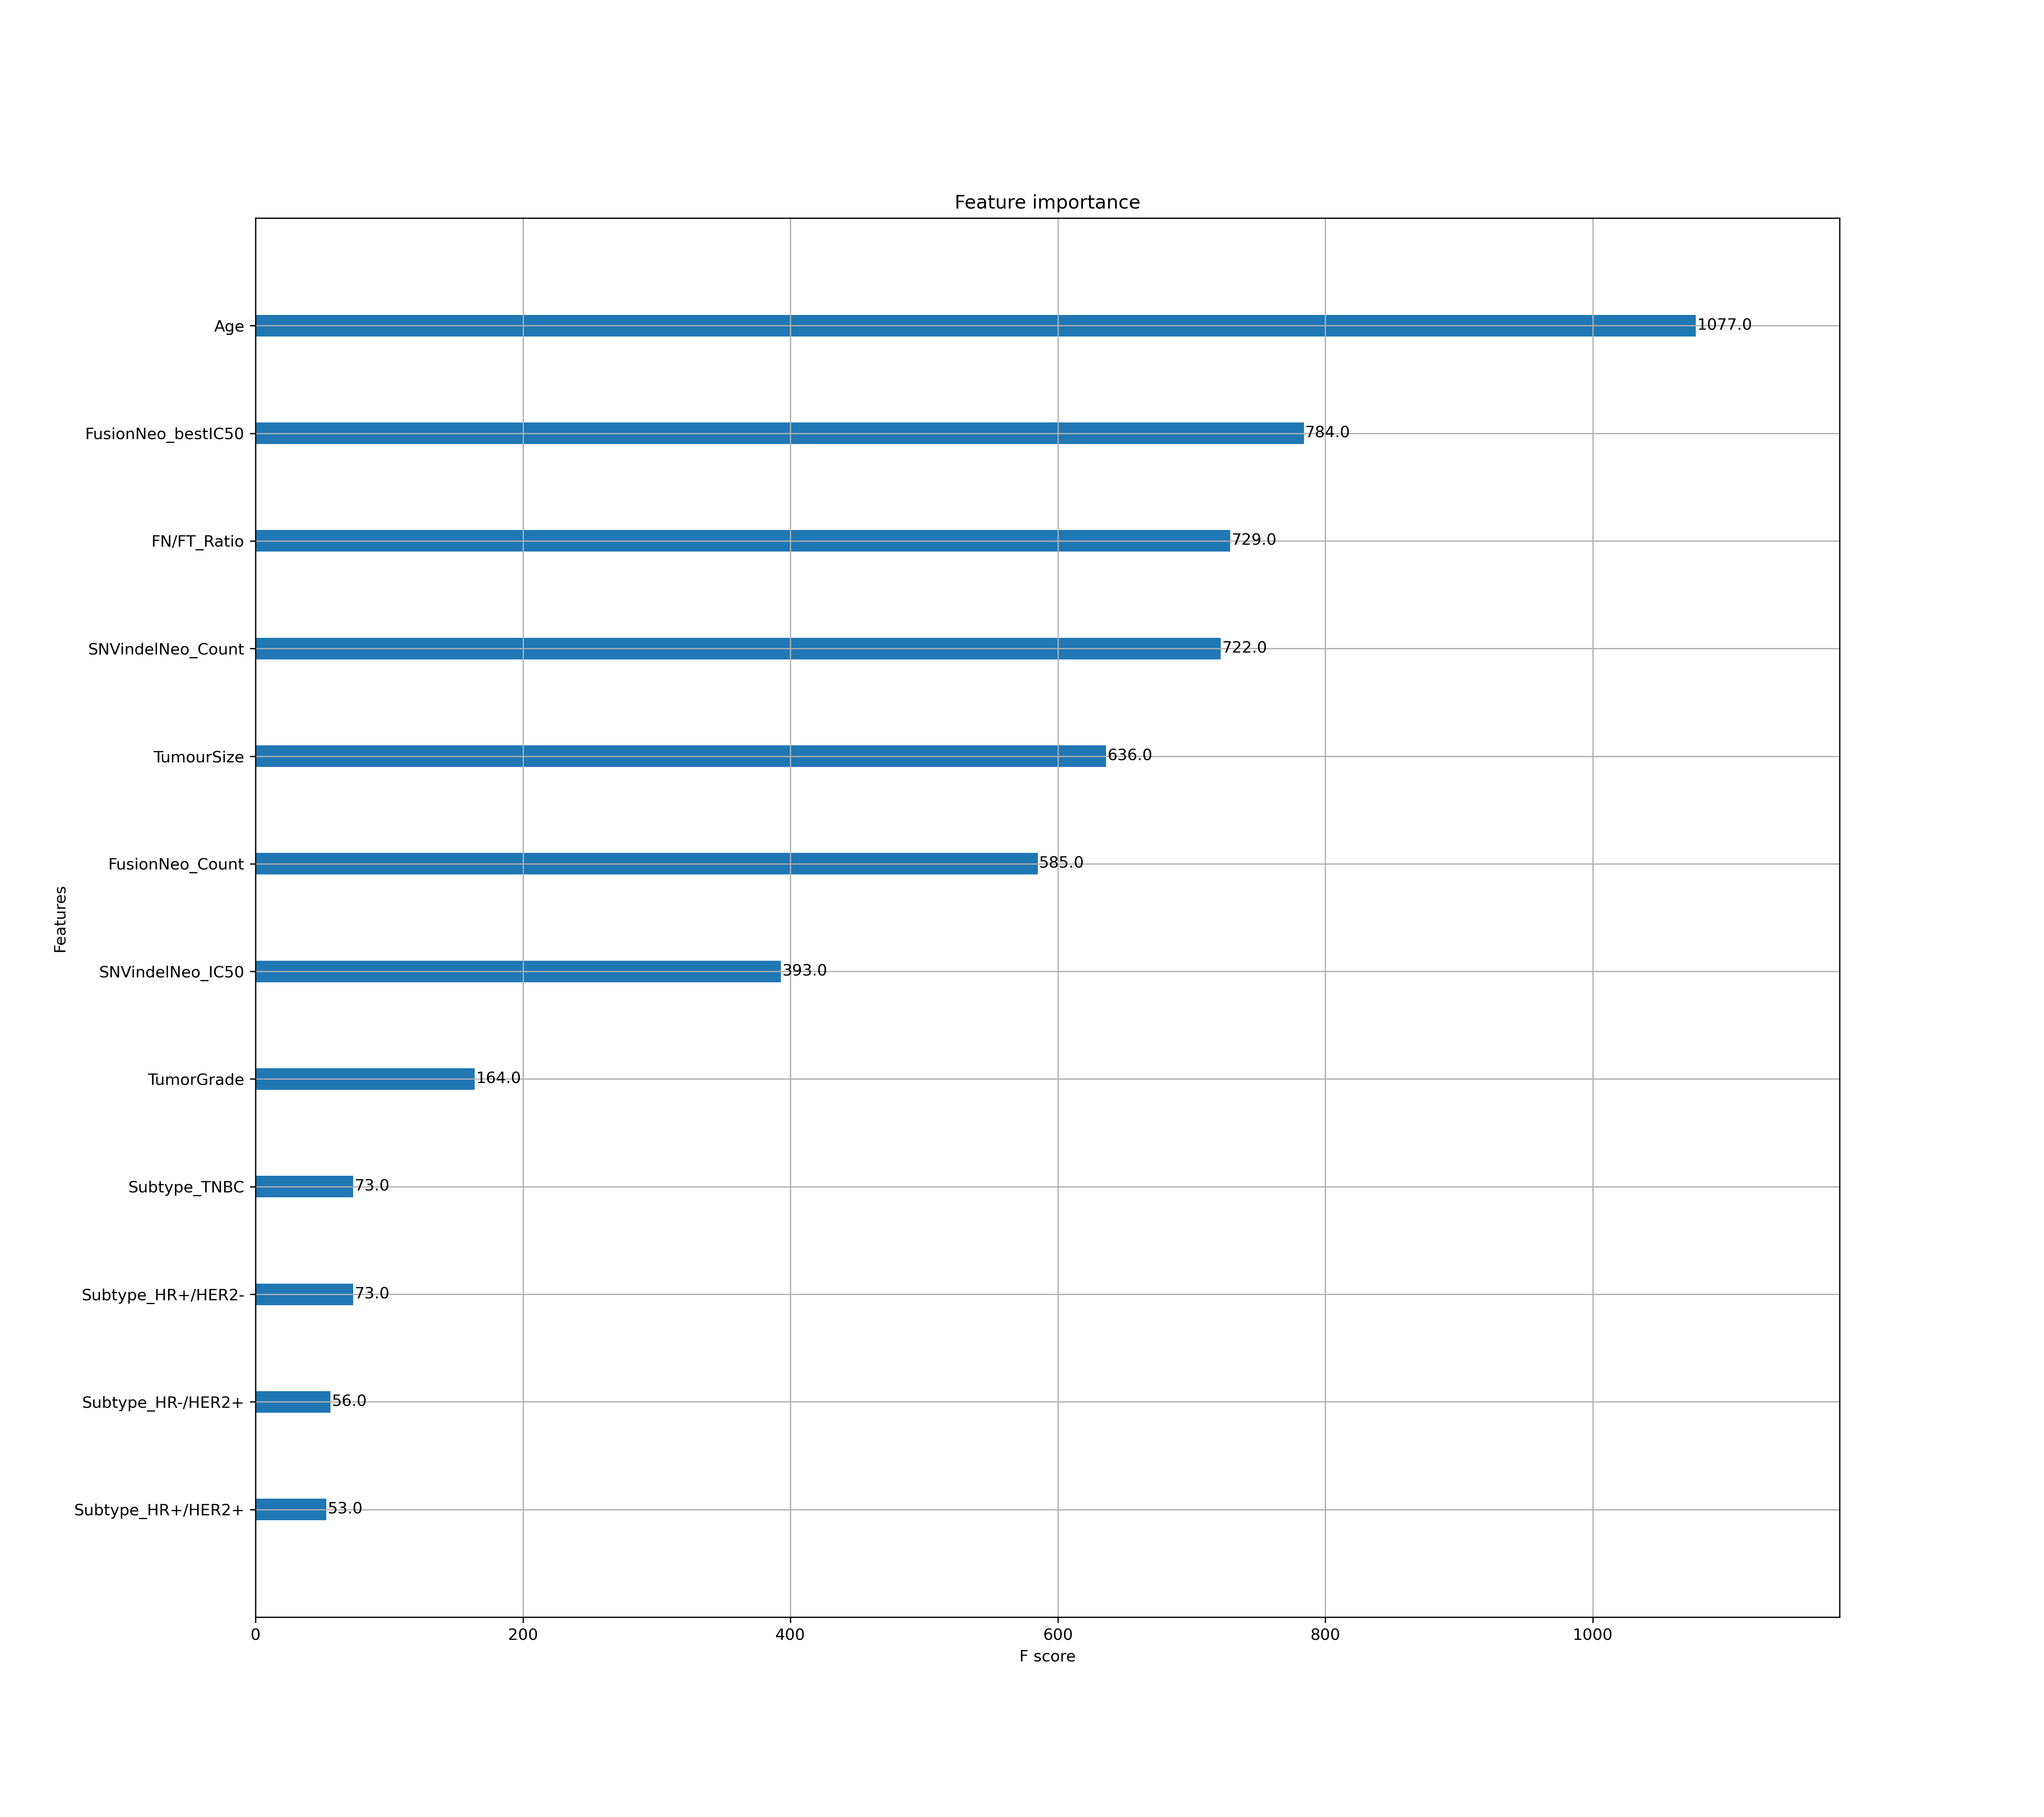 Feature importance
Age 1077.0
FusionNeo_bestIC50 784.0
FN/FT_Ratio 729.0
SNVindelNeo_Count 722.0
TumourSize 636.0
FusionNeo_Count 585.0
Features
SNVindelNeo_IC50 393.0
TumorGrade 164.0
Subtype_TNBC 73.0
Subtype_HR+/HER2- 73.0
Subtype_HR-/HER2+ 56.0
Subtype_HR+/HER2+ 53.0
0 200 400 600 800 1000
F score